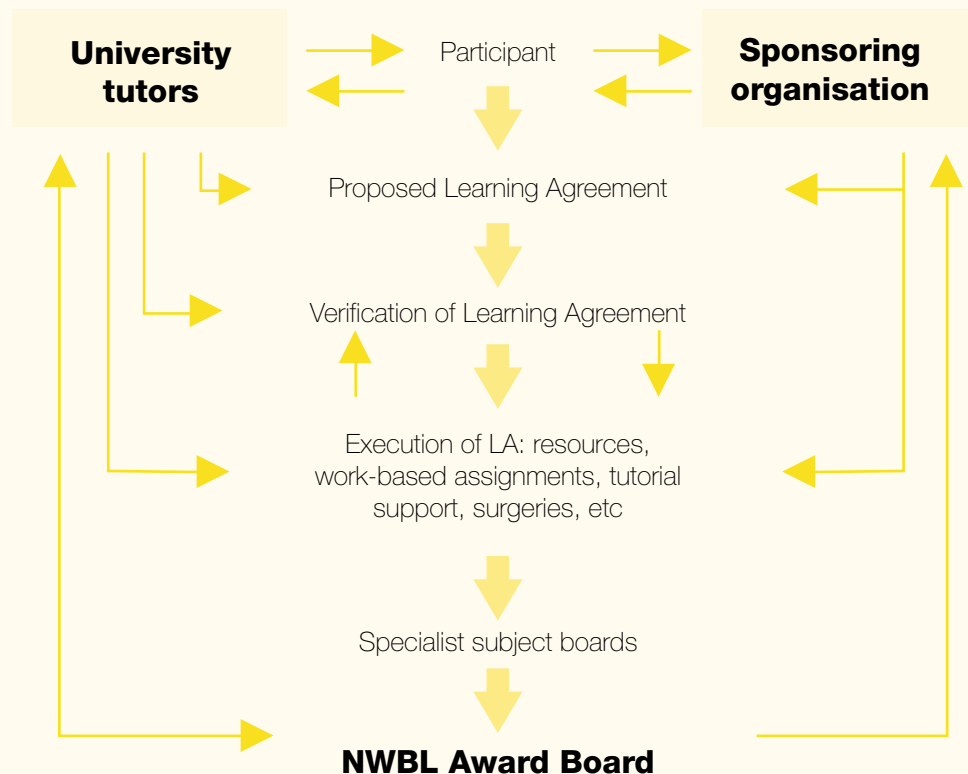 University
tutors
Participant
Sponsoring
organisation
Proposed Learning Agreement
Verification of Learning Agreement
Execution of LA: resources,
work-based assignments, tutorial
support, surgeries, etc
Specialist subject boards
NWBL Award Board